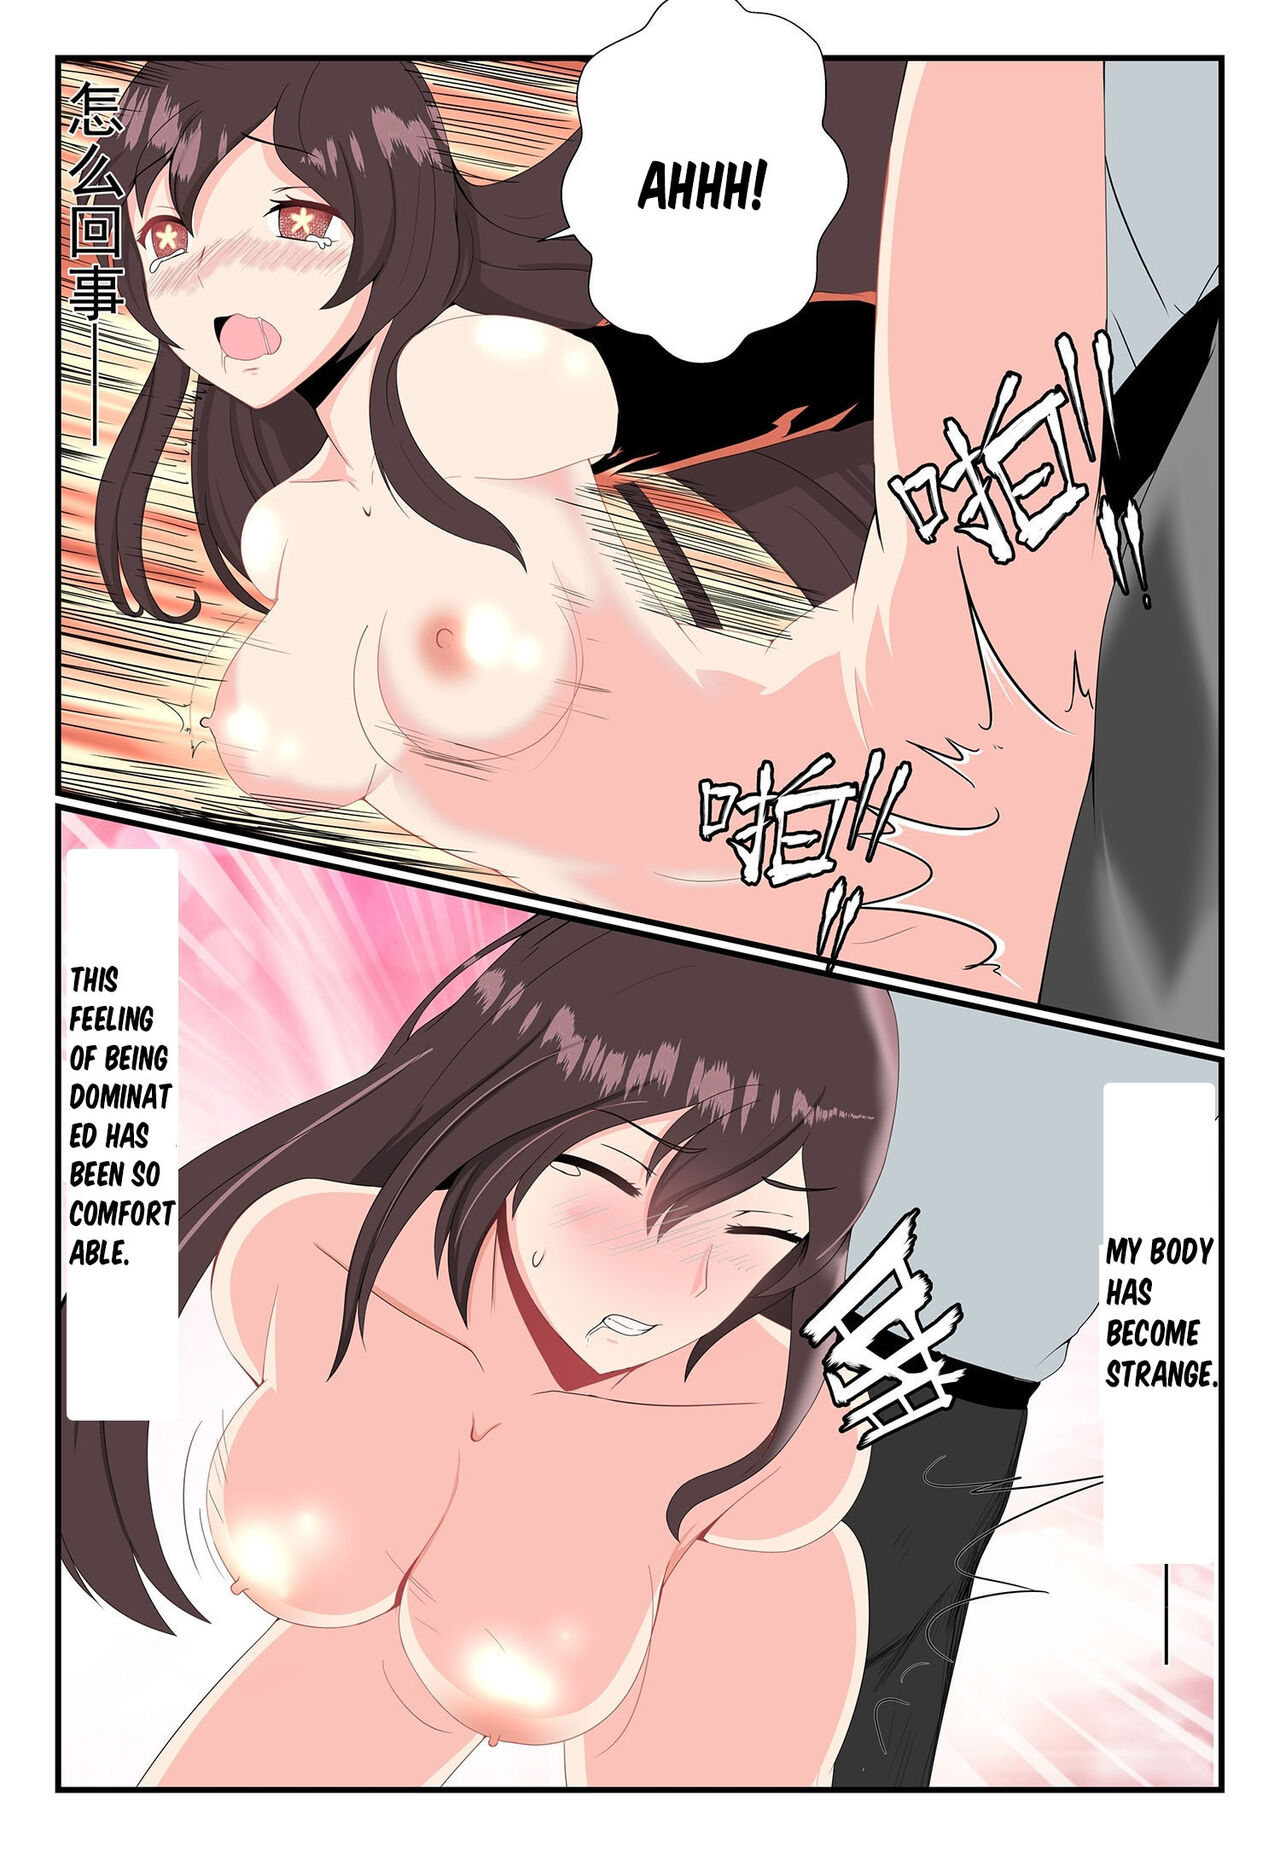 怎么回事——
AHHH!
啪!!
!!
啪!!
!!
THIS
FEELING
OF BEING
DOMINAT
ED HAS
BEEN SO
COMFORT
ABLE.
MY BODY
HAS
BECOME
STRANGE.